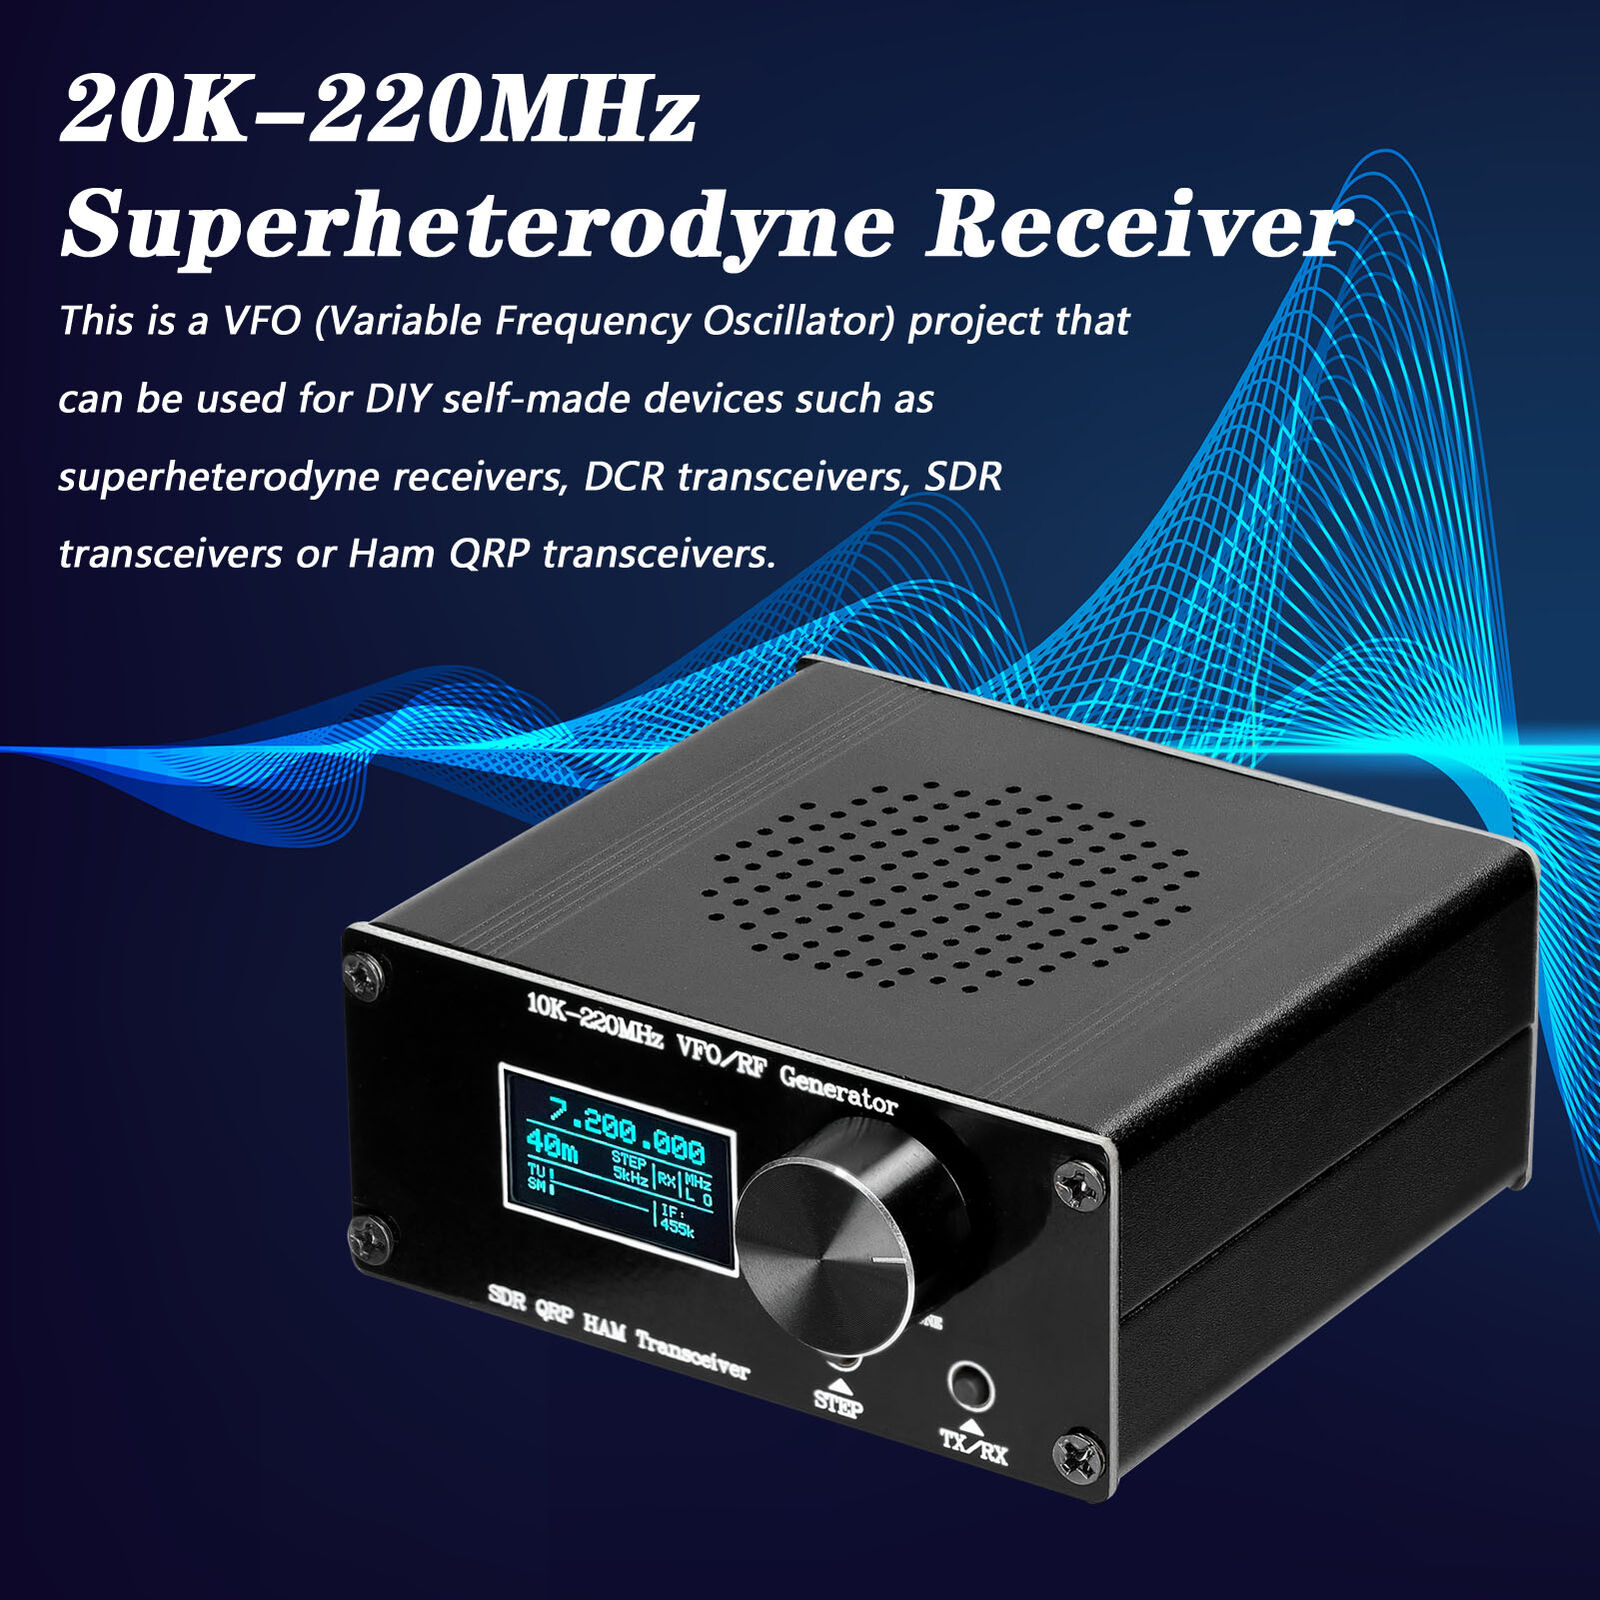 20K-220MHz
Superheterodyne Receiver
This is a VFO (Variable Frequency Oscillator) project that
can be used for DIY self-made devices such as
superheterodyne receivers, DCR transceivers, SDR
transceivers or Ham QRP transceivers.
10K-220MHz VFO/RF Generator
7.200.000
40m STEP 5kHz RX MHz
TU L O
SM IF:
455k
SDR QRP HAM Transceiver
STEP
TX/RX